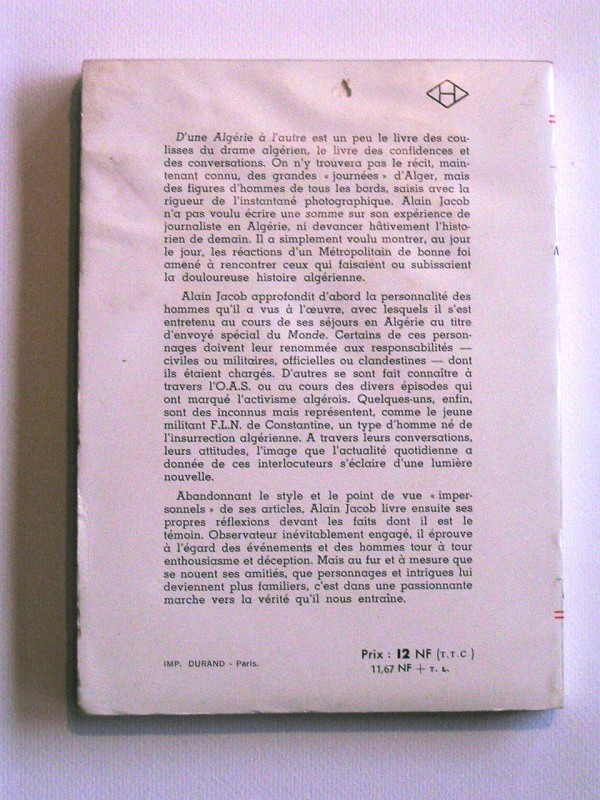 H
D'une Algérie à l'autre est un peu le livre des cou-
lisses du drame algérien, le livre des confidences et
des conversations. On n'y trouvera pas le récit, main-
tenant connu, des grandes « journées » d'Alger, mais
des figures d'hommes de tous les bords, saisis avec la
rigueur de l'instantané photographique. Alain Jacob
n'a pas voulu écrire une somme sur son expérience de
journaliste en Algérie, ni devancer hâtivement l'histo-
rien de demain. Il a simplement voulu montrer, au jour
le jour, les réactions d'un Métropolitain de bonne foi
amené à rencontrer ceux qui faisaient ou subissaient
la douloureuse histoire algérienne.
Alain Jacob approfondit d'abord la personnalité des
hommes qu'il a vus à l'œuvre, avec lesquels il s'est
entretenu au cours de ses séjours en Algérie au titre
d'envoyé spécial du Monde. Certains de ces person-
nages doivent leur renommée aux responsabilités —
civiles ou militaires, officielles ou clandestines — dont
ils étaient chargés. D'autres se sont fait connaître à
travers l'O.A.S. ou au cours des divers épisodes qui
ont marqué l'activisme algérois. Quelques-uns, enfin,
sont des inconnus mais représentent, comme le jeune
militant F.L.N. de Constantine, un type d'homme né de
l'insurrection algérienne. A travers leurs conversations,
leurs attitudes, l'image que l'actualité quotidienne a
donnée de ces interlocuteurs s'éclaire d'une lumière
nouvelle.
Abandonnant le style et le point de vue « imper-
sonnels » de ses articles, Alain Jacob livre ensuite ses
propres réflexions devant les faits dont il est le
témoin. Observateur inévitablement engagé, il éprouve
à l'égard des événements et des hommes tour à tour
enthousiasme et déception. Mais au fur et à mesure que
se nouent ses amitiés, que personnages et intrigues lui
deviennent plus familiers, c'est dans une passionnante
marche vers la vérité qu'il nous entraîne.
IMP. DURAND - Paris.
Prix : 12 NF (T.T.C )
11,67 NF + T. L.